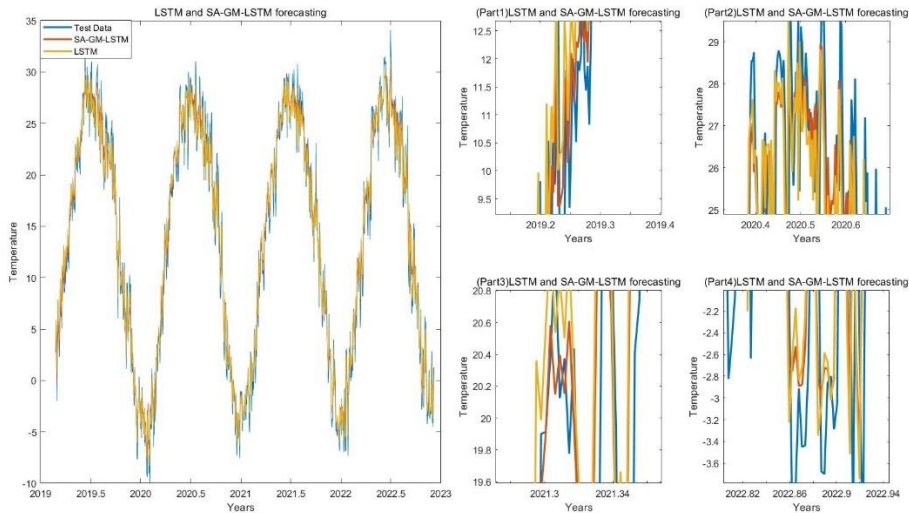 LSTM and SA-GM-LSTM forecasting
Test Data
SA-GM-LSTM
LSTM
35
30
25
20
15
10
5
0
-5
-10
Temperature
2019 2019.5 2020 2020.5 2021 2021.5 2022 2022.5 2023
Years
(Part1)LSTM and SA-GM-LSTM forecasting
12.5
12
11.5
11
10.5
10
9.5
Temperature
2019.2 2019.3 2019.4
Years
(Part2)LSTM and SA-GM-LSTM forecasting
29
28
27
26
25
Temperature
2020.4 2020.5 2020.6
Years
(Part3)LSTM and SA-GM-LSTM forecasting
20.8
20.6
20.4
20.2
20
19.8
19.6
Temperature
2021.3 2021.34
Years
(Part4)LSTM and SA-GM-LSTM forecasting
-2.2
-2.4
-2.6
-2.8
-3
-3.2
-3.4
-3.6
Temperature
2022.82 2022.86 2022.9 2022.94
Years